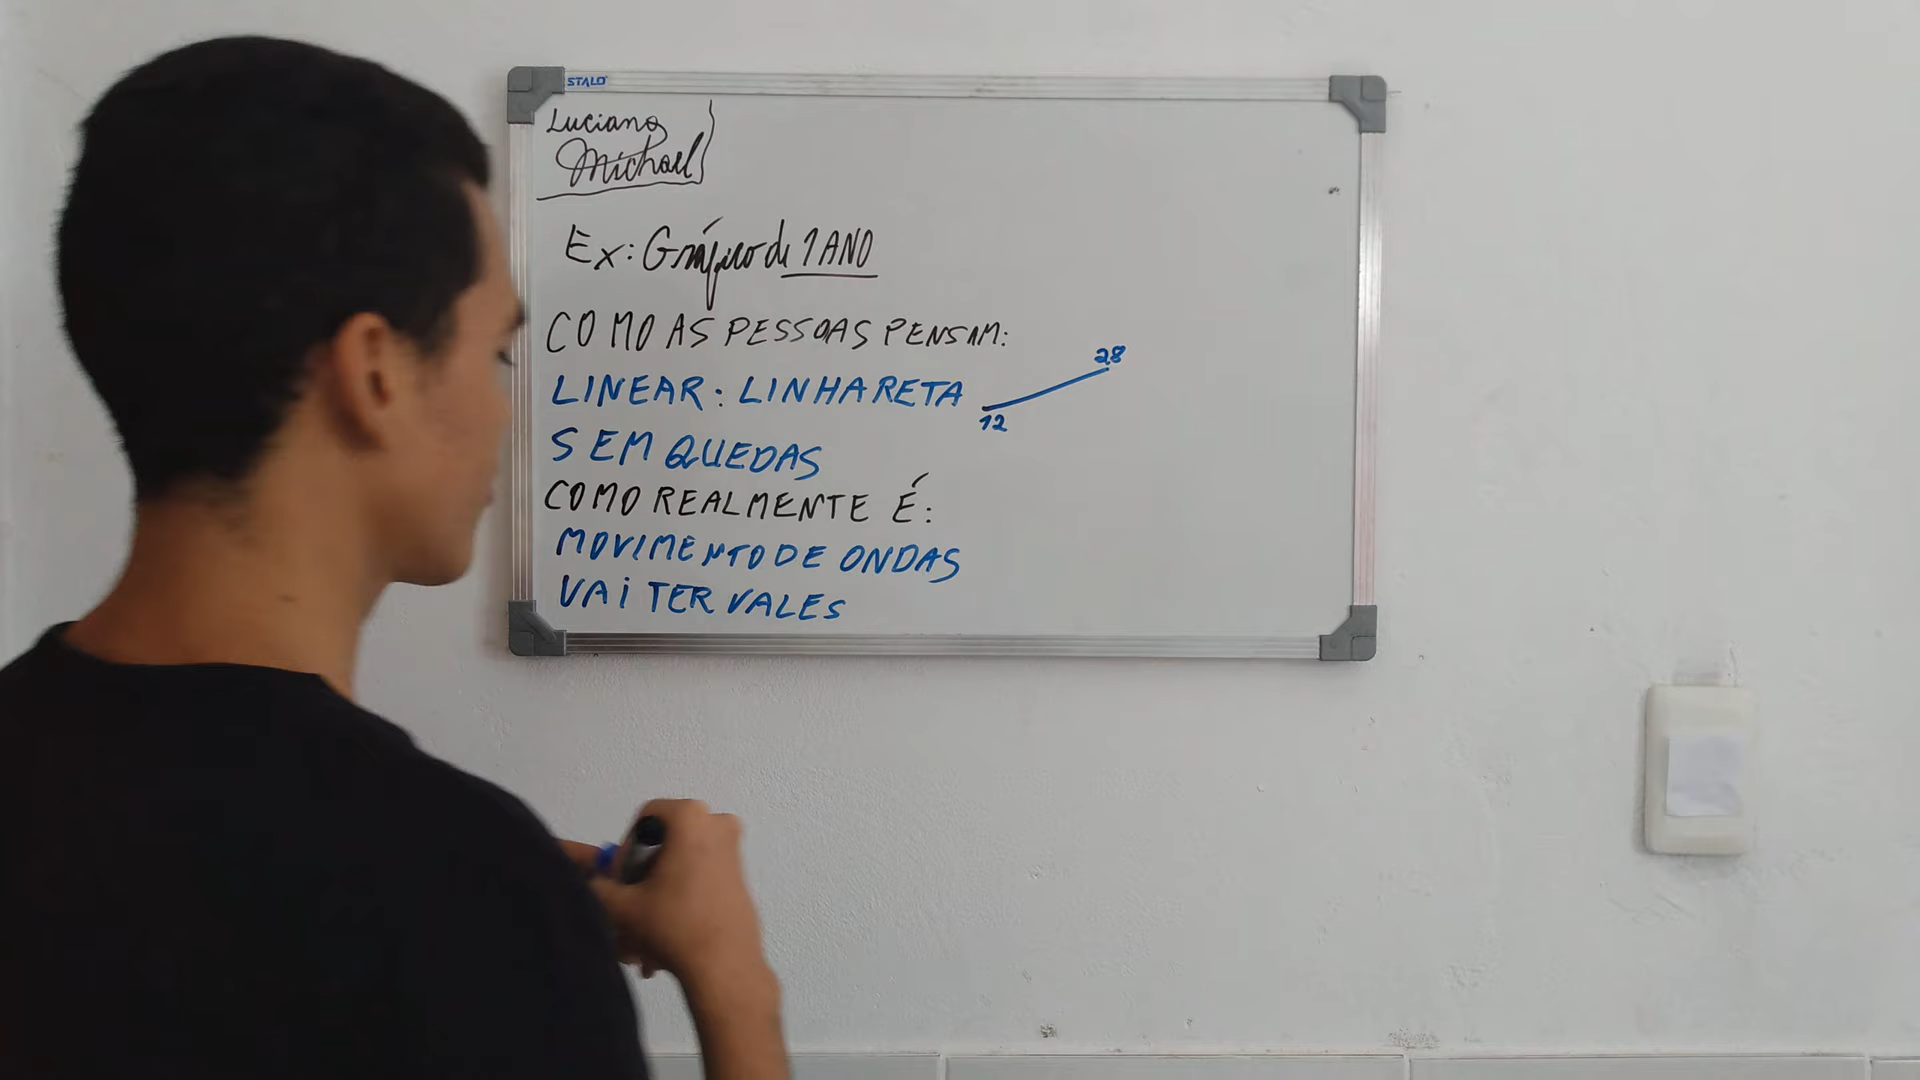 STALO
Luciano
Michael
Ex: Gráfico de 1 ANO
COMO AS PESSOAS PENSAM:
28
LINEAR: LINHA RETA
12
SEM QUEDAS
COMO REALMENTE É:
MOVIMENTO DE ONDAS
VAI TER VALES